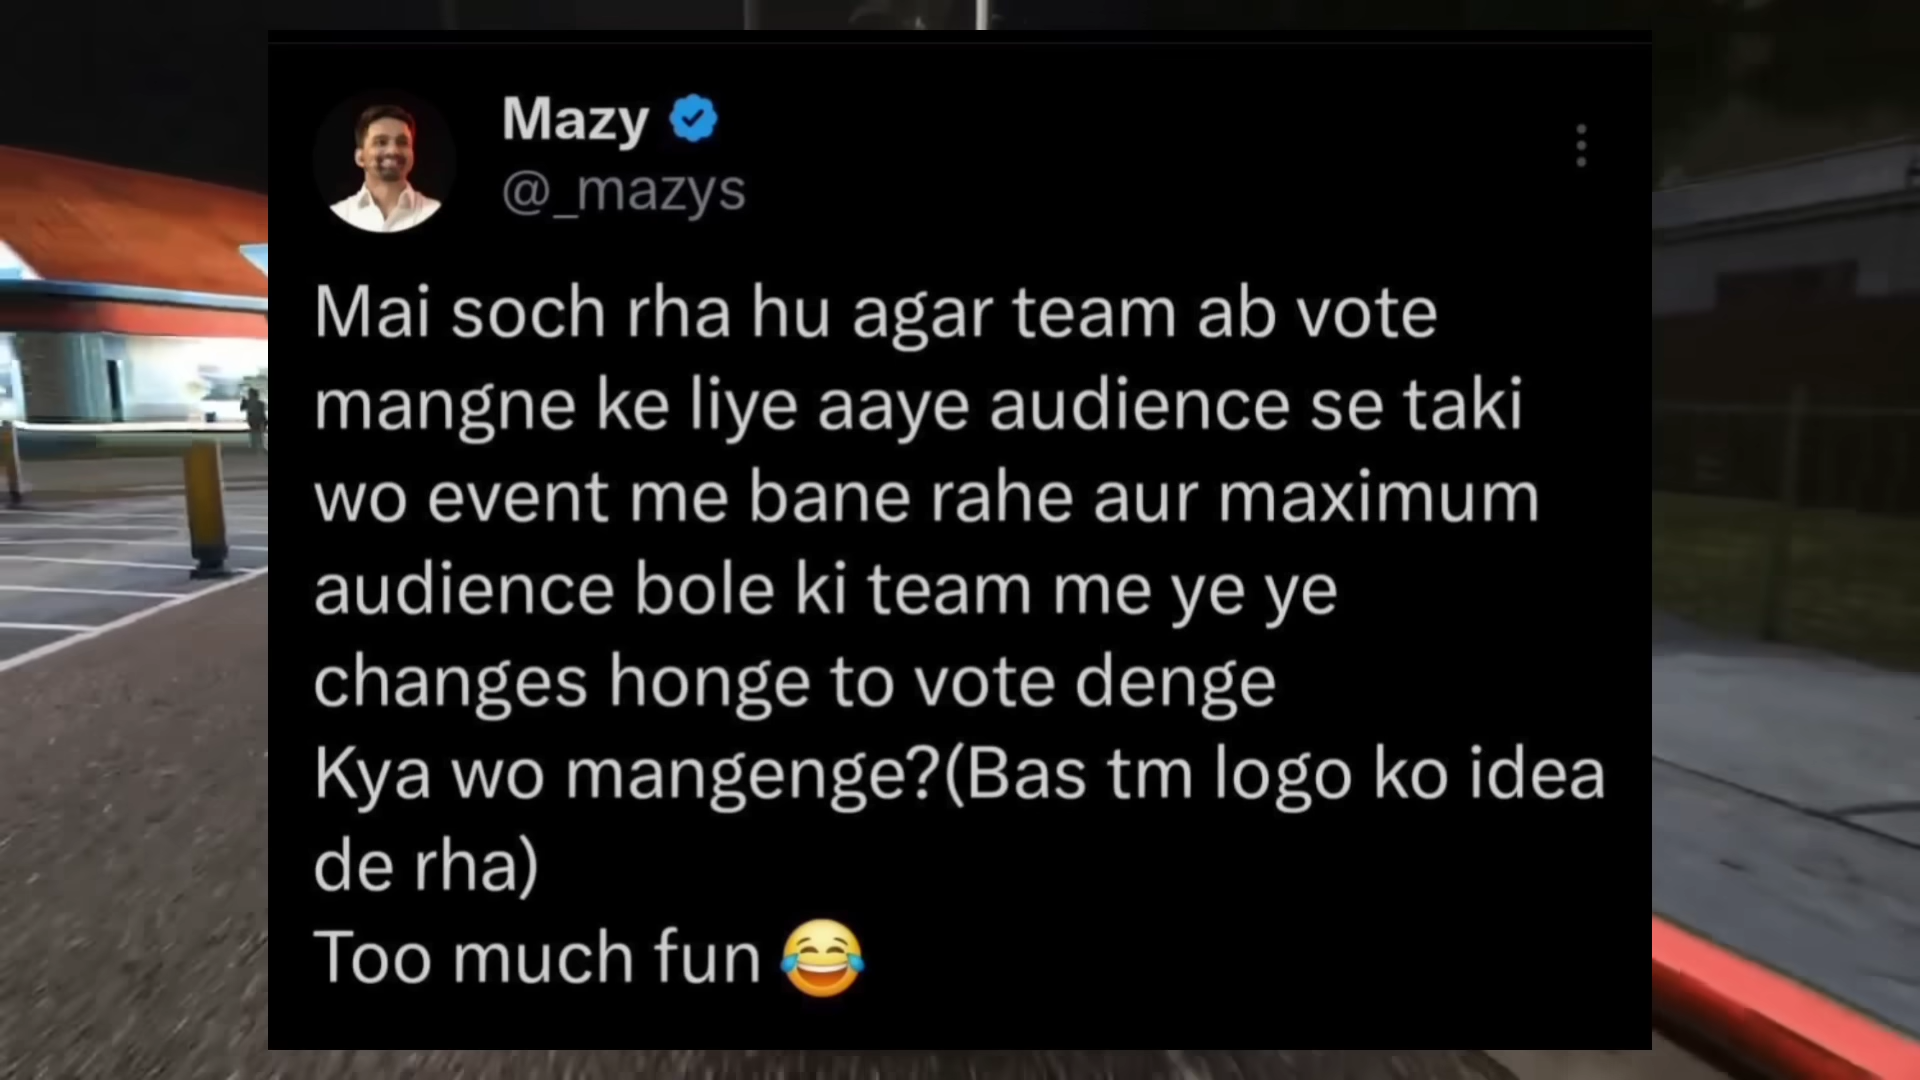 Mazy
@_mazys
Mai soch rha hu agar team ab vote
mangne ke liye aaye audience se taki
wo event me bane rahe aur maximum
audience bole ki team me ye ye
changes honge to vote denge
Kya wo mangenge?(Bas tm logo ko idea
de rha)
Too much fun 😂